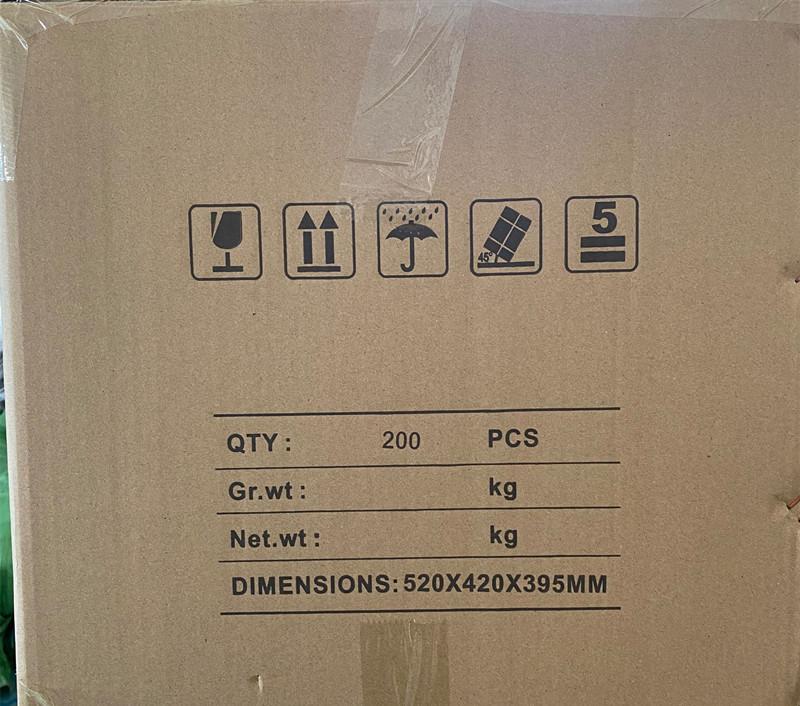 45°
5
QTY : 200 PCS
Gr.wt : kg
Net.wt : kg
DIMENSIONS: 520X420X395MM